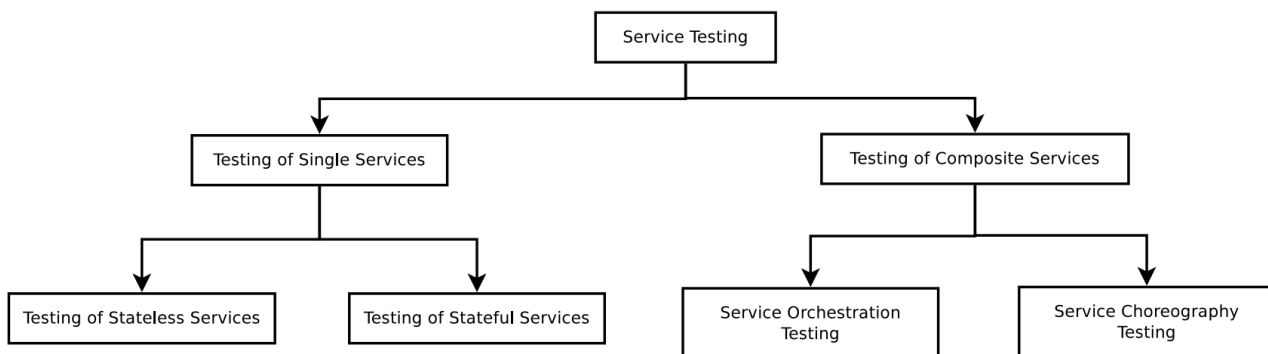 Service Testing
Testing of Single Services
Testing of Composite Services
Testing of Stateless Services
Testing of Stateful Services
Service Orchestration
Testing
Service Choreography
Testing